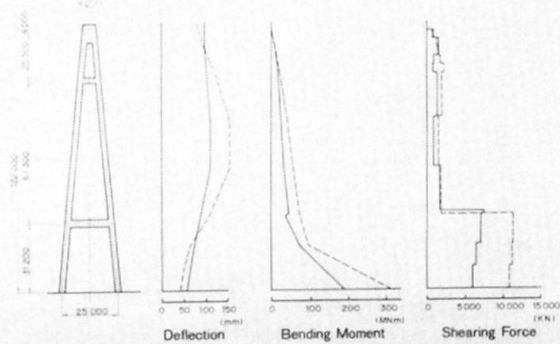 25.000
0 50 100 150
(mm)
Deflection
0 100 200 300
(MNm)
Bending Moment
0 5 000 10 000 15 000
(KN)
Shearing Force